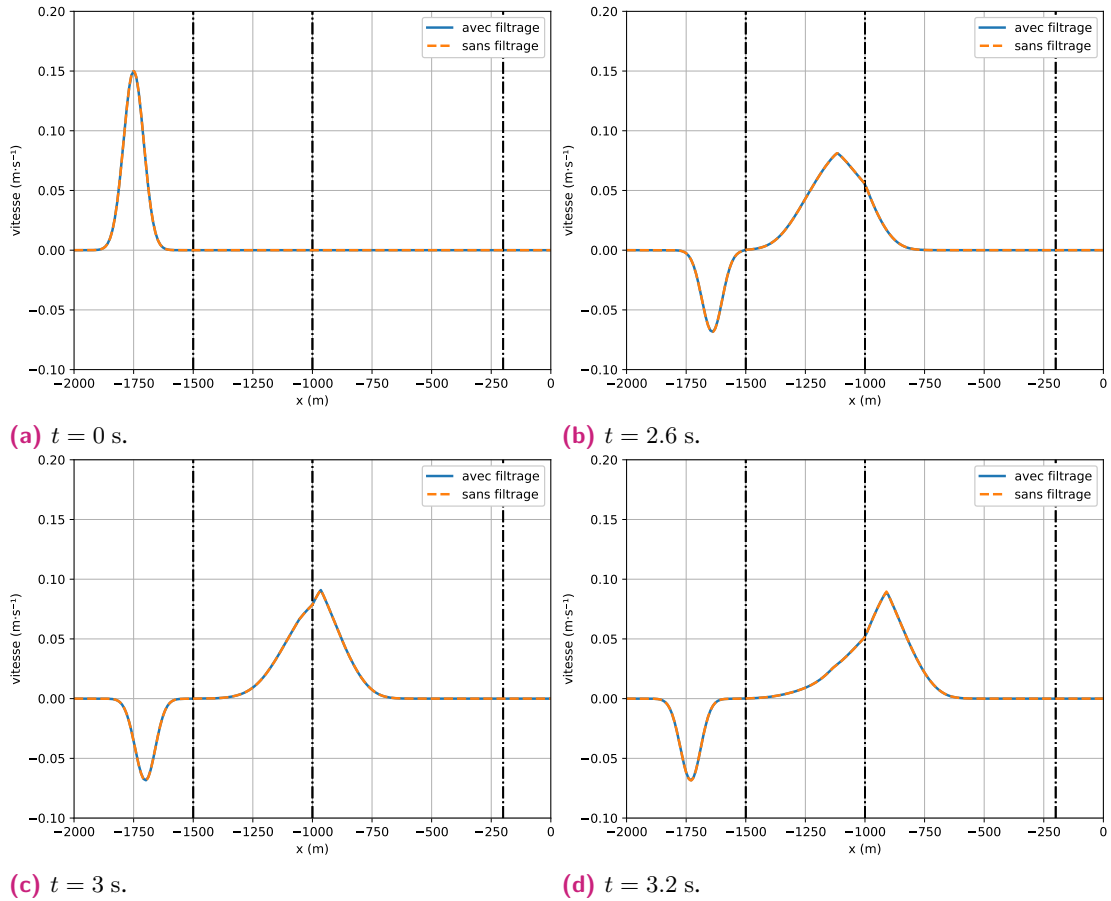 0.20
0.15
0.10
0.05
0.00
−0.05
−0.10
vitesse (m·s⁻¹)
avec filtrage
sans filtrage
−2000 −1750 −1500 −1250 −1000 −750 −500 −250 0
x (m)
(a) t = 0 s.
0.20
0.15
0.10
0.05
0.00
−0.05
−0.10
vitesse (m·s⁻¹)
avec filtrage
sans filtrage
−2000 −1750 −1500 −1250 −1000 −750 −500 −250 0
x (m)
(b) t = 2.6 s.
0.20
0.15
0.10
0.05
0.00
−0.05
−0.10
vitesse (m·s⁻¹)
avec filtrage
sans filtrage
−2000 −1750 −1500 −1250 −1000 −750 −500 −250 0
x (m)
(c) t = 3 s.
0.20
0.15
0.10
0.05
0.00
−0.05
−0.10
vitesse (m·s⁻¹)
avec filtrage
sans filtrage
−2000 −1750 −1500 −1250 −1000 −750 −500 −250 0
x (m)
(d) t = 3.2 s.